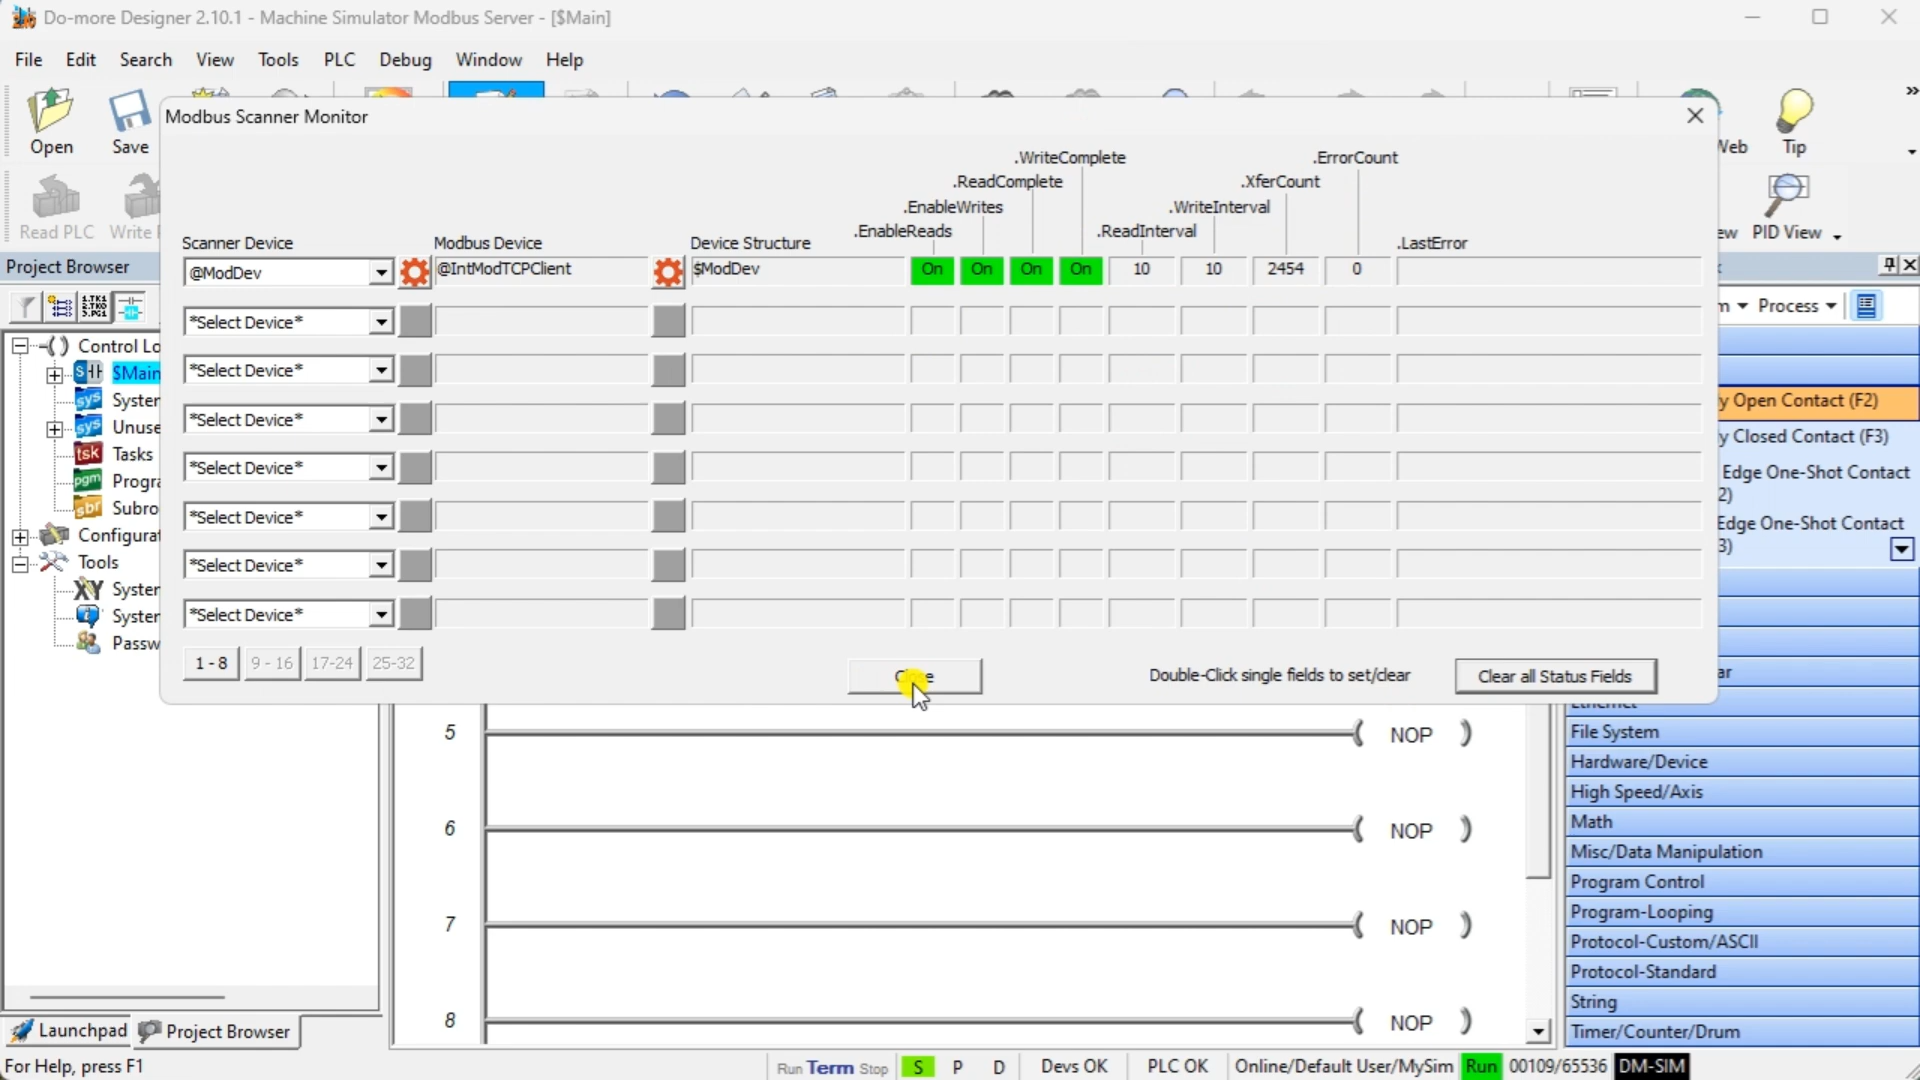 Do-more Designer 2.10.1 - Machine Simulator Modbus Server - [$Main]
File Edit Search View Tools PLC Debug Window Help
Open Save Web Tip
Read PLC Write PID View
Project Browser
Modbus Scanner Monitor
.WriteComplete .ErrorCount
.ReadComplete .XferCount
.EnableWrites .WriteInterval
.EnableReads .ReadInterval
Scanner Device Modbus Device Device Structure .LastError
@ModDev @IntModTCPClient $ModDev On On On On 10 10 2454 0
*Select Device*
*Select Device*
*Select Device*
*Select Device*
*Select Device*
*Select Device*
*Select Device*
1 - 8 9 - 16 17-24 25-32
Double-Click single fields to set/clear Clear all Status Fields
Control Lo
$Main
System
Unuse
Tasks
Progra
Subro
Configurat
Tools
System
System
Passw
Launchpad Project Browser
5 NOP
6 NOP
7 NOP
8 NOP
Process
y Open Contact (F2)
y Closed Contact (F3)
Edge One-Shot Contact
2)
Edge One-Shot Contact
3)
ar
Ethernet
File System
Hardware/Device
High Speed/Axis
Math
Misc/Data Manipulation
Program Control
Program-Looping
Protocol-Custom/ASCII
Protocol-Standard
String
Timer/Counter/Drum
For Help, press F1
Run Term Stop S P D Devs OK PLC OK Online/Default User/MySim Run 00109/65536 DM-SIM